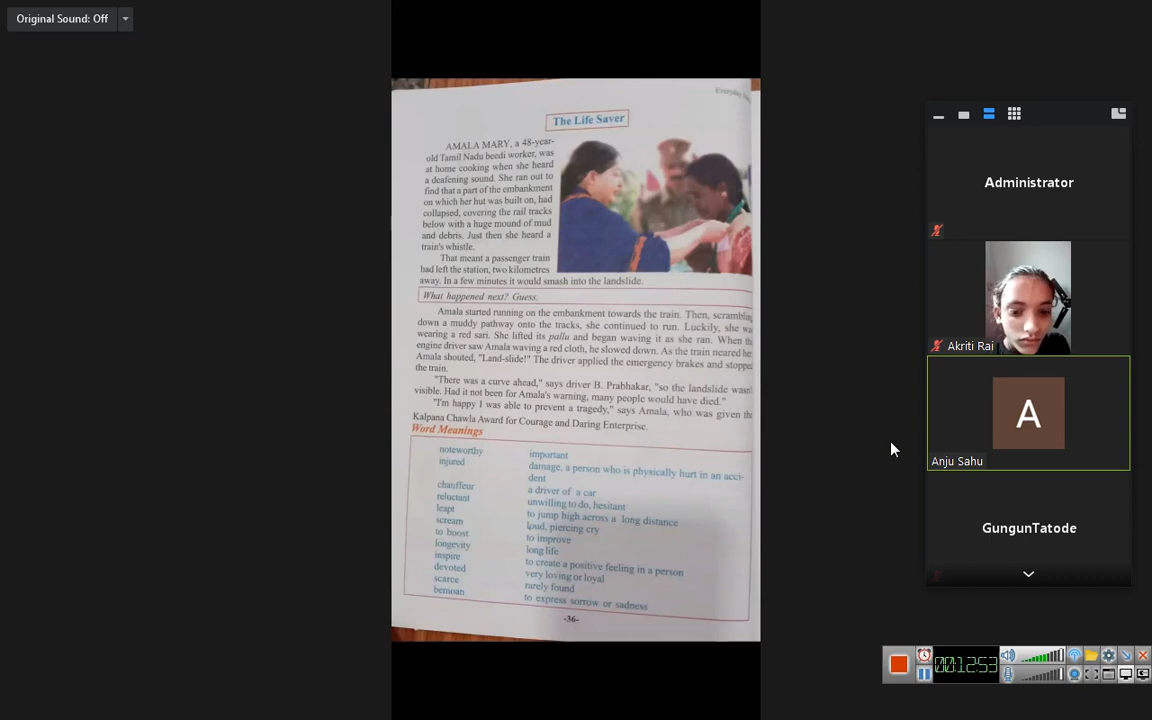 Original Sound: Off
Everyday
The Life Saver
AMALA MARY, a 48-year-
old Tamil Nadu beedi worker, was
at home cooking when she heard
a deafening sound. She ran out to
find that a part of the embankment
on which her hut was built on, had
collapsed, covering the rail tracks
below with a huge mound of mud
and debris. Just then she heard a
train's whistle.
That meant a passenger train
had left the station, two kilometres
away. In a few minutes it would smash into the landslide.
What happened next? Guess.
Amala started running on the embankment towards the train. Then, scrambling
down a muddy pathway onto the tracks, she continued to run. Luckily, she wa
wearing a red sari. She lifted its pallu and began waving it as she ran. When th
engine driver saw Amala waving a red cloth, he slowed down. As the train neared he
Amala shouted, "Land-slide!" The driver applied the emergency brakes and stoppe
the train.
"There was a curve ahead," says driver B. Prabhakar, "so the landslide wasn
visible. Had it not been for Amala's warning, many people would have died."
"I'm happy I was able to prevent a tragedy," says Amala, who was given th
Kalpana Chawla Award for Courage and Daring Enterprise.
Word Meanings
noteworthy important
injured damage, a person who is physically hurt in an acci-
dent
chauffeur a driver of a car
reluctant unwilling to do, hesitant
leapt to jump high across a long distance
scream loud, piercing cry
to boost to improve
longevity long life
inspire to create a positive feeling in a person
devoted very loving or loyal
scarce rarely found
bemoan to express sorrow or sadness
-36-
Administrator
Akriti Rai
A
Anju Sahu
GungunTatode
00:12:53